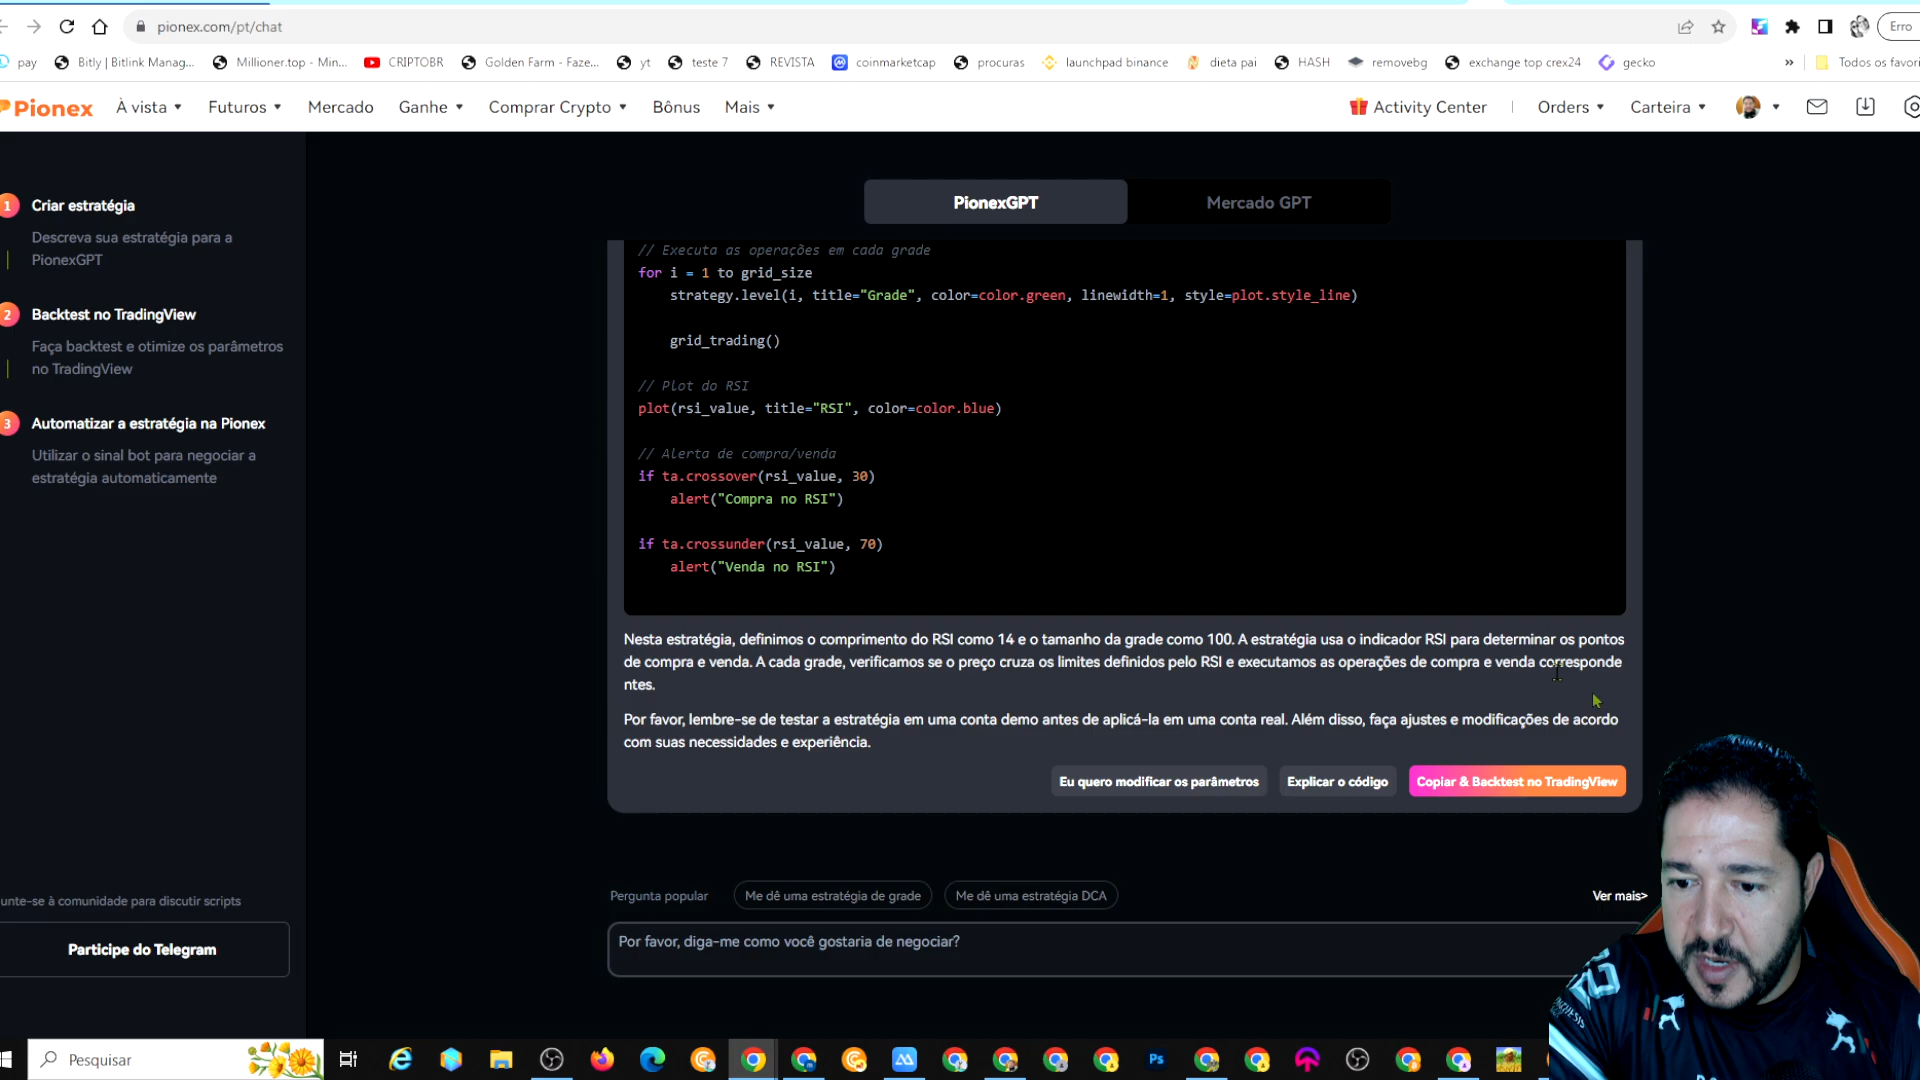 pionex.com/pt/chat
Erro
pay
Bitly | Bitlink Manag...
Millioner.top - Min...
CRIPTOBR
Golden Farm - Faze...
yt
teste 7
REVISTA
coinmarketcap
procuras
launchpad binance
dieta pai
HASH
removebg
exchange top crex24
gecko
»
Todos os favori
Pionex
À vista
Futuros
Mercado
Ganhe
Comprar Crypto
Bônus
Mais
Activity Center
Orders
Carteira
1
Criar estratégia
Descreva sua estratégia para a
PionexGPT
2
Backtest no TradingView
Faça backtest e otimize os parâmetros
no TradingView
3
Automatizar a estratégia na Pionex
Utilizar o sinal bot para negociar a
estratégia automaticamente
unte-se à comunidade para discutir scripts
Participe do Telegram
PionexGPT
Mercado GPT
// Executa as operações em cada grade
for i = 1 to grid_size
strategy.level(i, title="Grade", color=color.green, linewidth=1, style=plot.style_line)
grid_trading()
// Plot do RSI
plot(rsi_value, title="RSI", color=color.blue)
// Alerta de compra/venda
if ta.crossover(rsi_value, 30)
alert("Compra no RSI")
if ta.crossunder(rsi_value, 70)
alert("Venda no RSI")
Nesta estratégia, definimos o comprimento do RSI como 14 e o tamanho da grade como 100. A estratégia usa o indicador RSI para determinar os pontos
de compra e venda. A cada grade, verificamos se o preço cruza os limites definidos pelo RSI e executamos as operações de compra e venda corresponde
ntes.
Por favor, lembre-se de testar a estratégia em uma conta demo antes de aplicá-la em uma conta real. Além disso, faça ajustes e modificações de acordo
com suas necessidades e experiência.
Eu quero modificar os parâmetros
Explicar o código
Copiar & Backtest no TradingView
Pergunta popular
Me dê uma estratégia de grade
Me dê uma estratégia DCA
Ver mais>
Por favor, diga-me como você gostaria de negociar?
Pesquisar
Ps